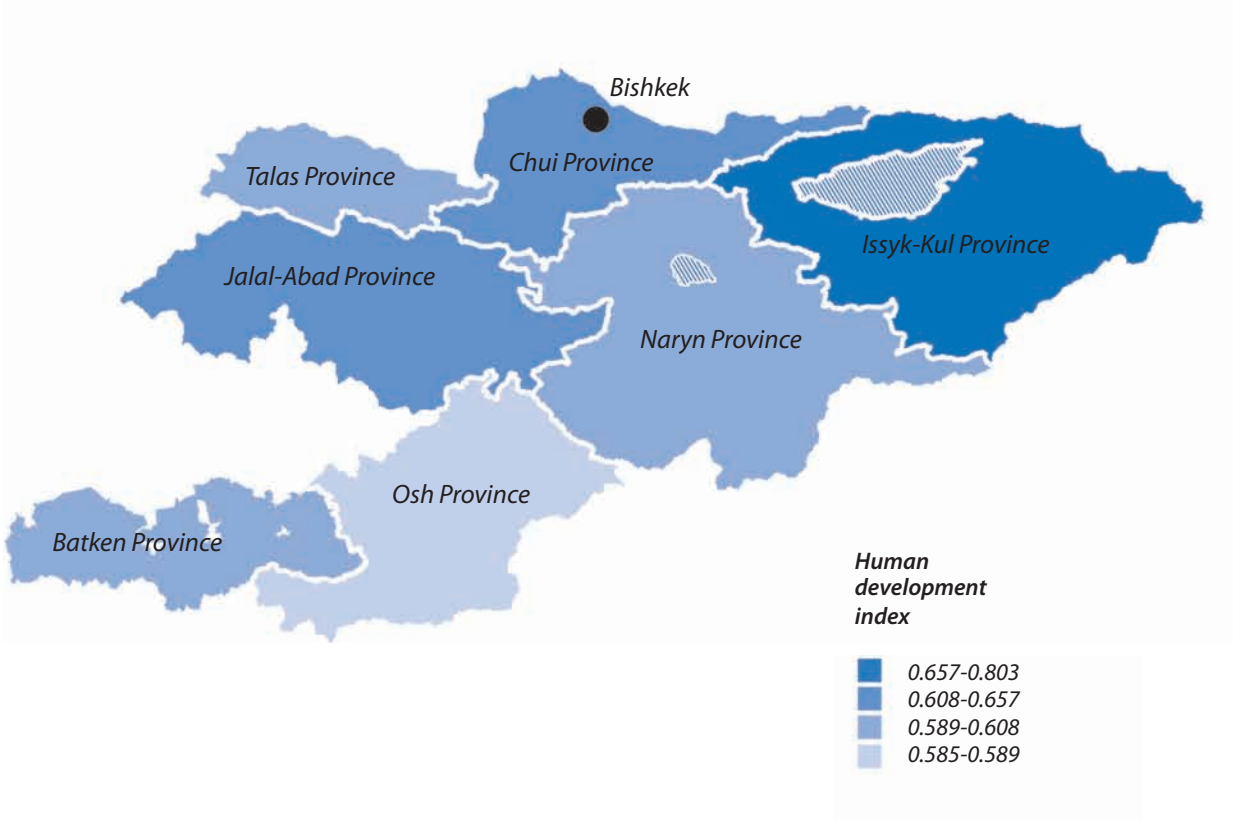 Bishkek
Chui Province
Talas Province
Issyk-Kul Province
Jalal-Abad Province
Naryn Province
Osh Province
Batken Province
Human
development
index
0.657-0.803
0.608-0.657
0.589-0.608
0.585-0.589